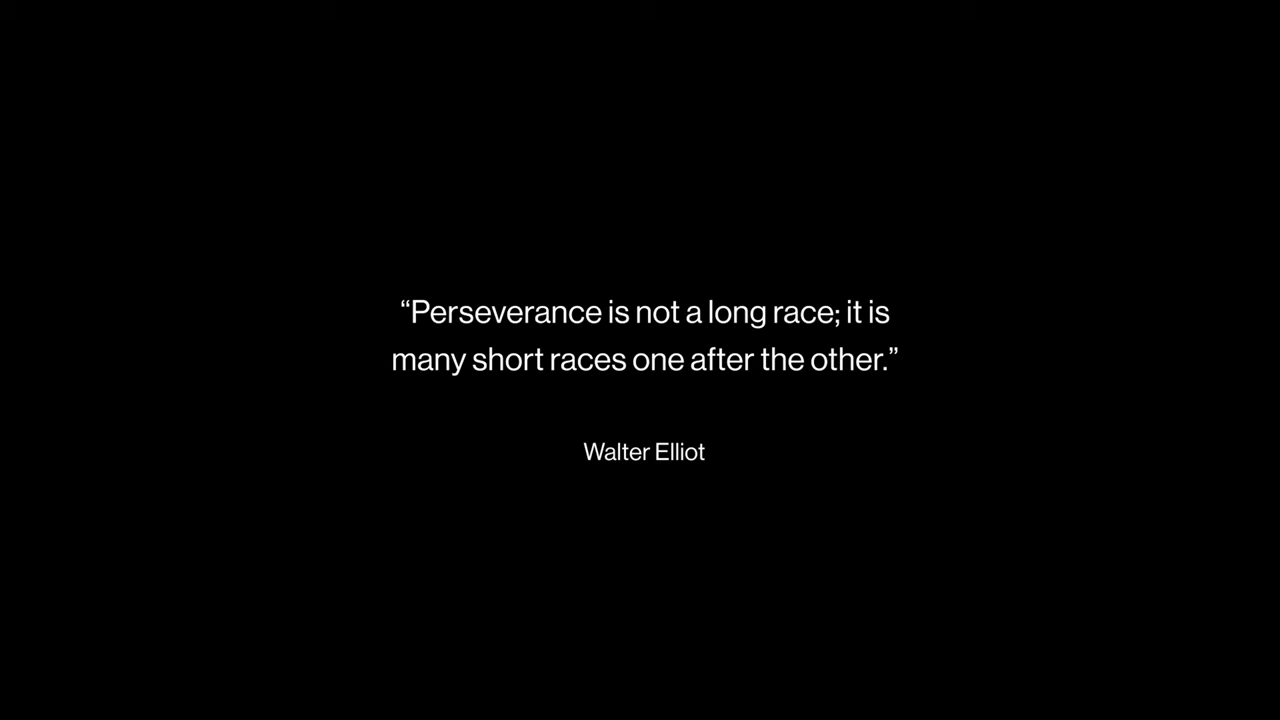 “Perseverance is not a long race; it is
many short races one after the other.”
Walter Elliot